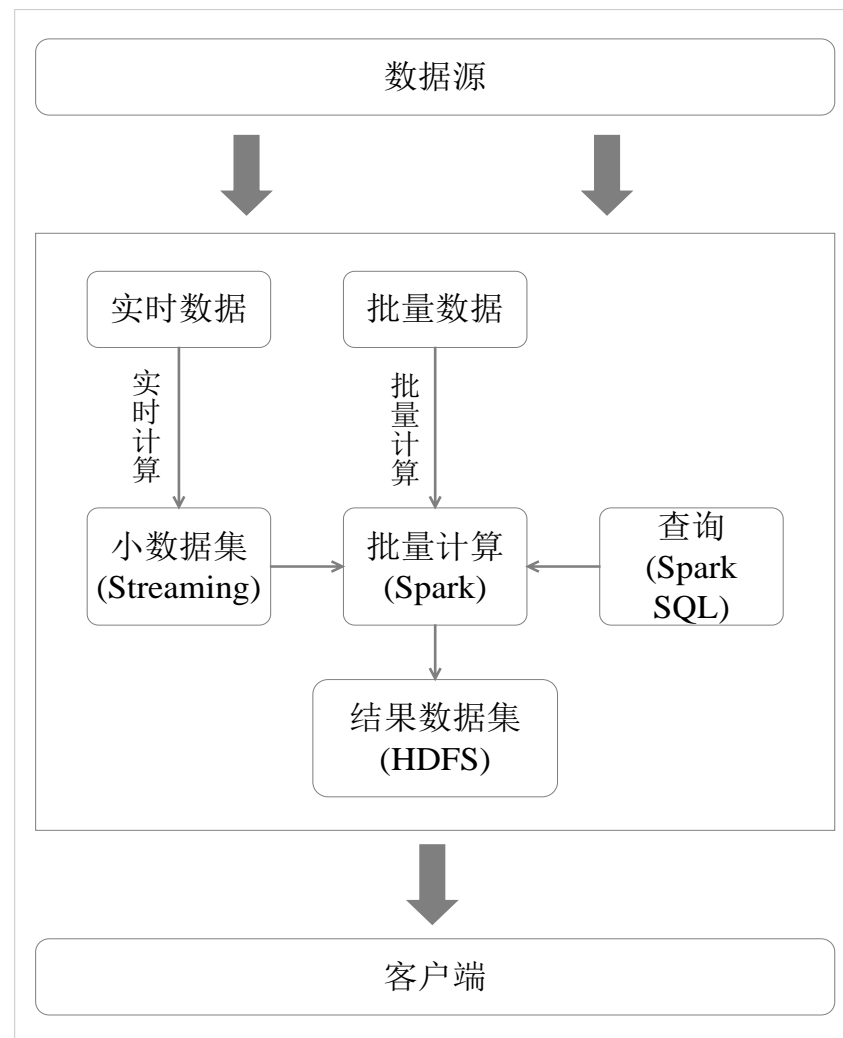 数据源
实时数据
批量数据
实时计算
批量计算
小数据集
(Streaming)
批量计算
(Spark)
查询
(Spark
SQL)
结果数据集
(HDFS)
客户端